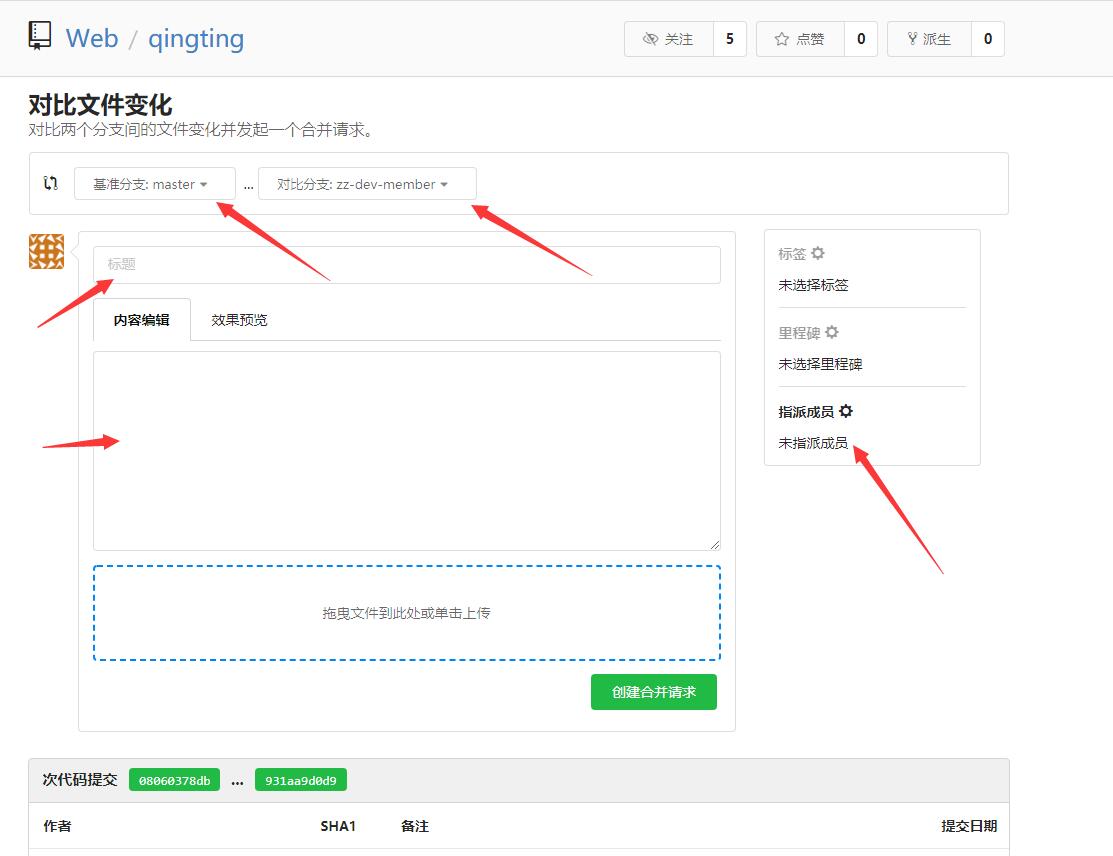 Web / qingting
关注 5 点赞 0 派生 0
对比文件变化
对比两个分支间的文件变化并发起一个合并请求。
基准分支: master ... 对比分支: zz-dev-member
标题
内容编辑 效果预览
拖曳文件到此处或单击上传
创建合并请求
标签
未选择标签
里程碑
未选择里程碑
指派成员
未指派成员
次代码提交 08060378db ... 931aa9d0d9
作者 SHA1 备注 提交日期